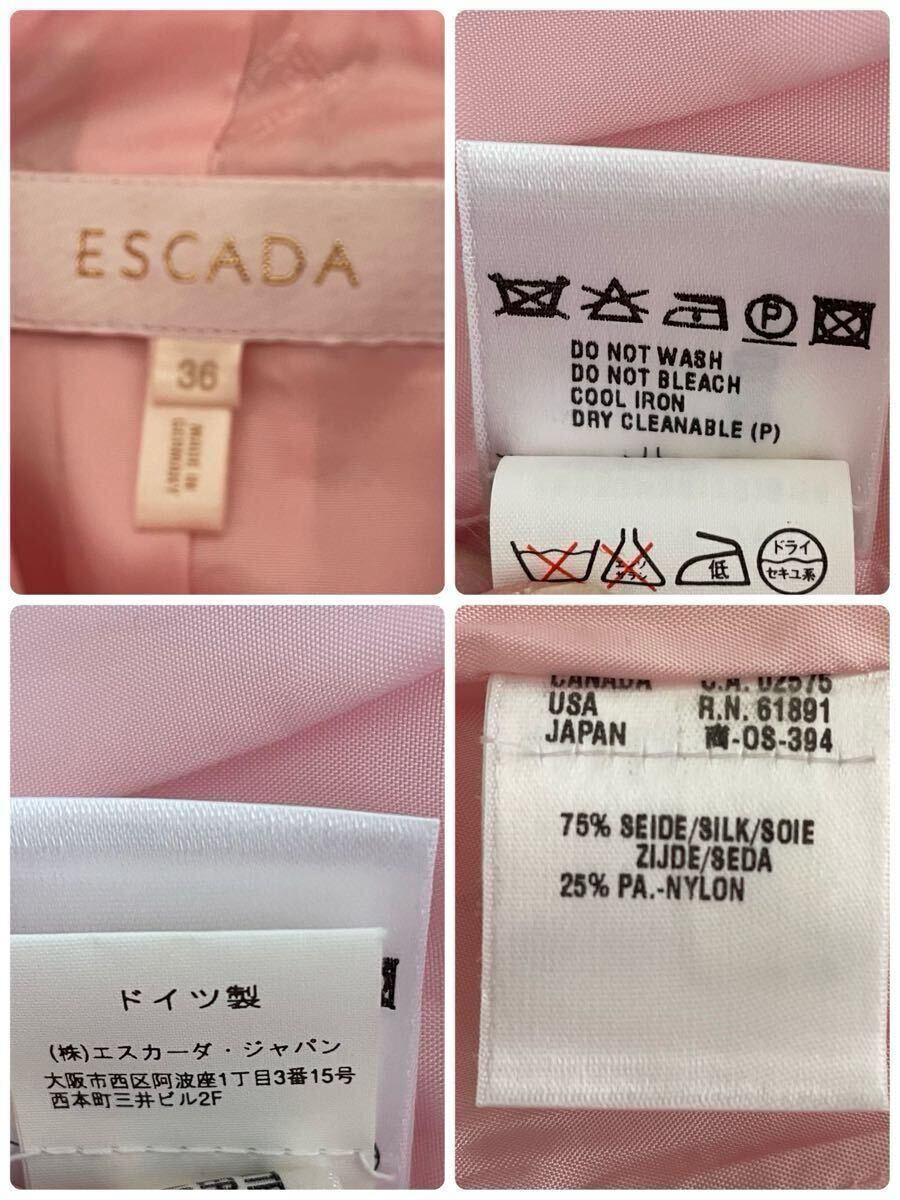 ESCADA
36
MADE IN
GERMANY
P
DO NOT WASH
DO NOT BLEACH
COOL IRON
DRY CLEANABLE (P)
低
ドライ
セキユ系
ドイツ製
(株)エスカーダ・ジャパン
大阪市西区阿波座1丁目3番15号
西本町三井ビル2F
CANADA C.A. 02575
USA R.N. 61891
JAPAN 商-OS-394
75% SEIDE/SILK/SOIE
ZIJDE/SEDA
25% PA.-NYLON